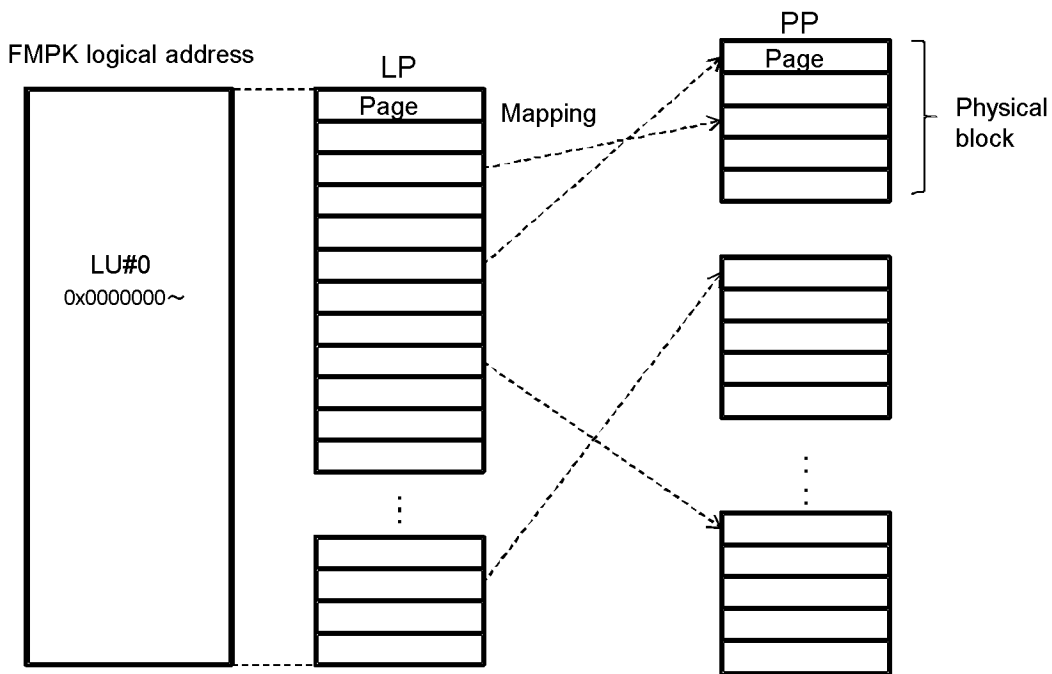 FMPK logical address
LP
PP
Page
Page
Mapping
Physical
block
LU#0
0x0000000～